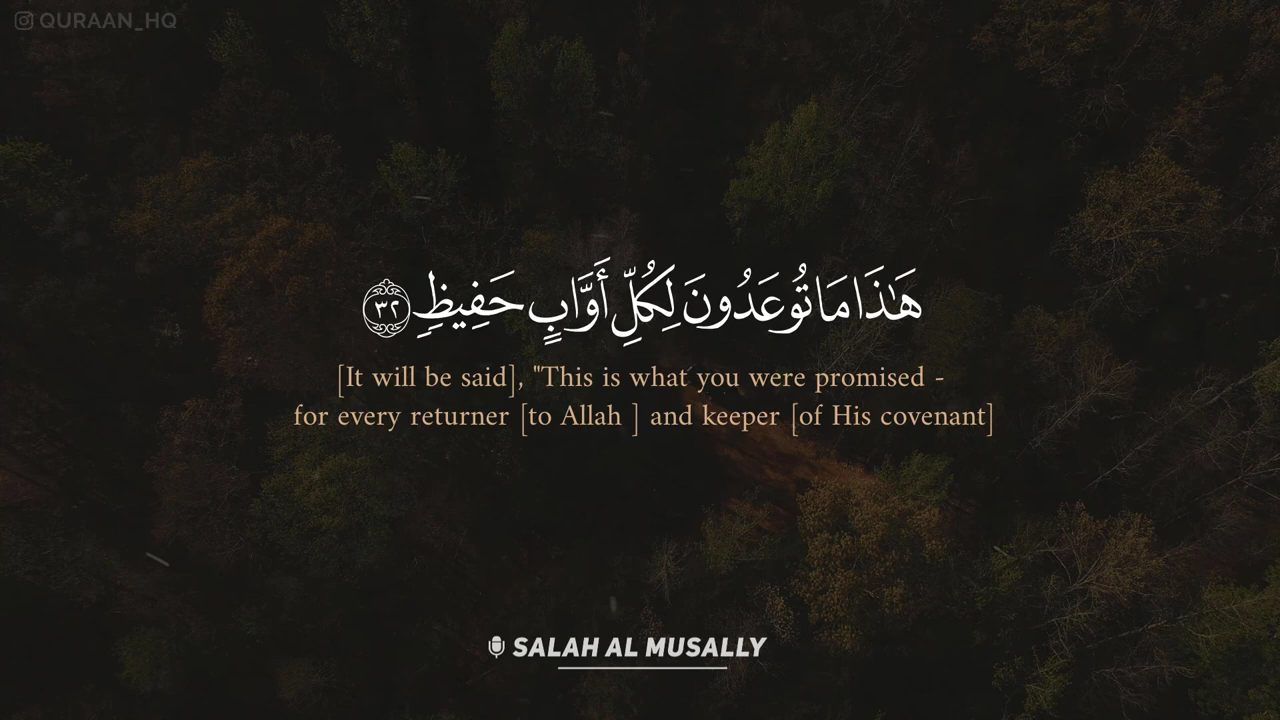 QURAAN_HQ
هَٰذَا مَا تُوعَدُونَ لِكُلِّ أَوَّابٍ حَفِيظٍ ٣٢
[It will be said], "This is what you were promised -
for every returner [to Allah ] and keeper [of His covenant]
SALAH AL MUSALLY